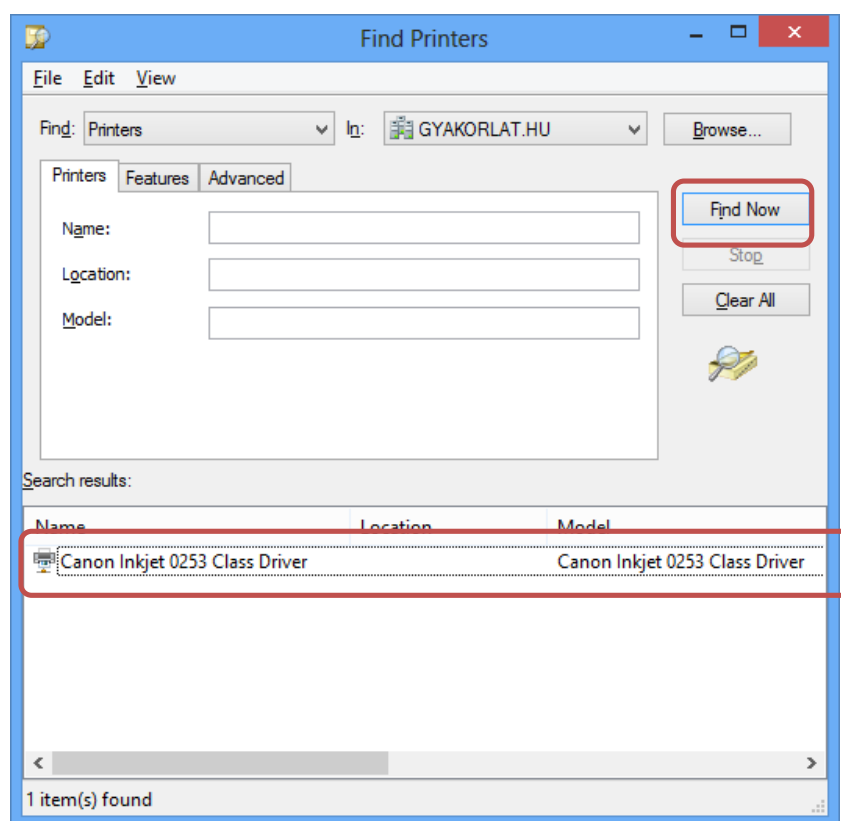 Find Printers
File Edit View
Find: Printers In: GYAKORLAT.HU Browse...
Printers Features Advanced
Find Now
Name:
Stop
Location:
Clear All
Model:
Search results:
Name Location Model
Canon Inkjet 0253 Class Driver Canon Inkjet 0253 Class Driver
1 item(s) found